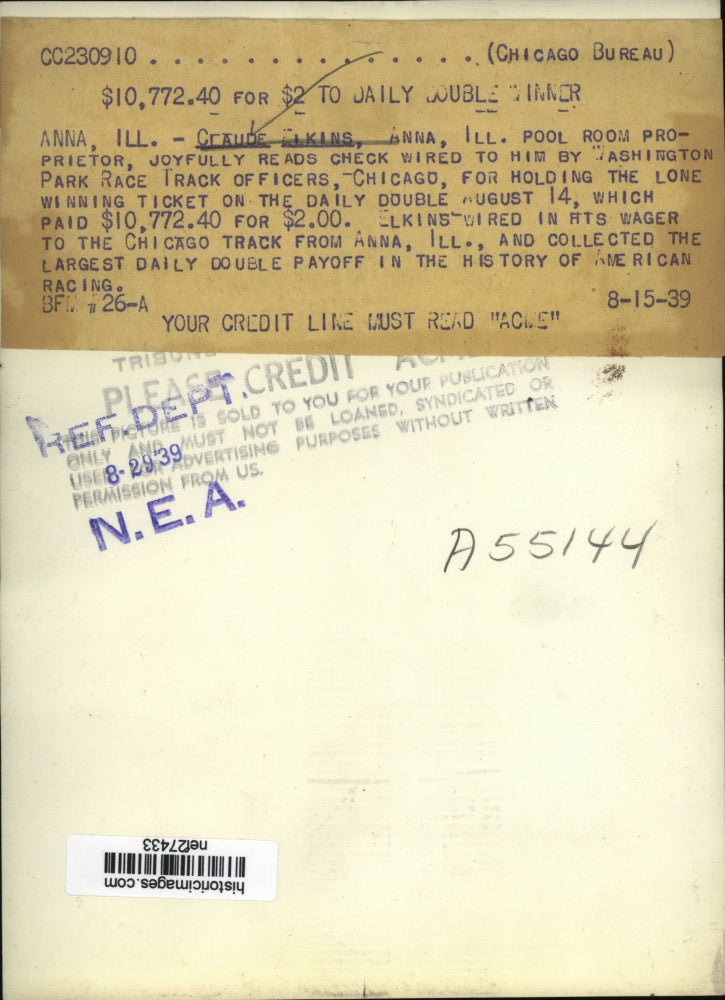 CC230910 . . . . . . . . . . . . . . . (CHICAGO BUREAU)
$10,772.40 FOR $2 TO DAILY DOUBLE WINNER
ANNA, ILL. - CLAUDE ELKINS, ANNA, ILL. POOL ROOM PRO-
PRIETOR, JOYFULLY READS CHECK WIRED TO HIM BY WASHINGTON
PARK RACE TRACK OFFICERS, CHICAGO, FOR HOLDING THE LONE
WINNING TICKET ON THE DAILY DOUBLE AUGUST 14, WHICH
PAID $10,772.40 FOR $2.00. ELKINS WIRED IN HIS WAGER
TO THE CHICAGO TRACK FROM ANNA, ILL., AND COLLECTED THE
LARGEST DAILY DOUBLE PAYOFF IN THE HISTORY OF AMERICAN
RACING.
BFM #26-A 8-15-39
YOUR CREDIT LINE MUST READ "ACME"
TRIBUNE
PLEASE CREDIT ACME
THIS PICTURE IS SOLD TO YOU FOR YOUR PUBLICATION
ONLY AND MUST NOT BE LOANED, SYNDICATED OR
USED FOR ADVERTISING PURPOSES WITHOUT WRITTEN
PERMISSION FROM US.
REF. DEPT.
8-29 39
N.E.A.
A55144
historicimages.com
nef27433